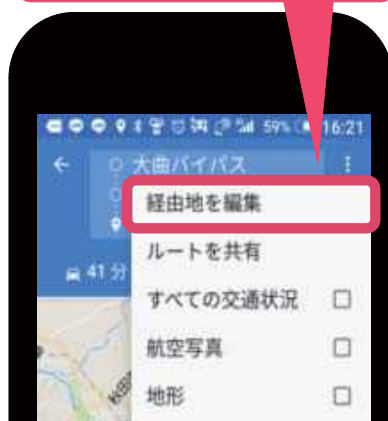 59% 16:21
大曲バイパス
経由地を編集
41 分
ルートを共有
すべての交通状況
航空写真
地形